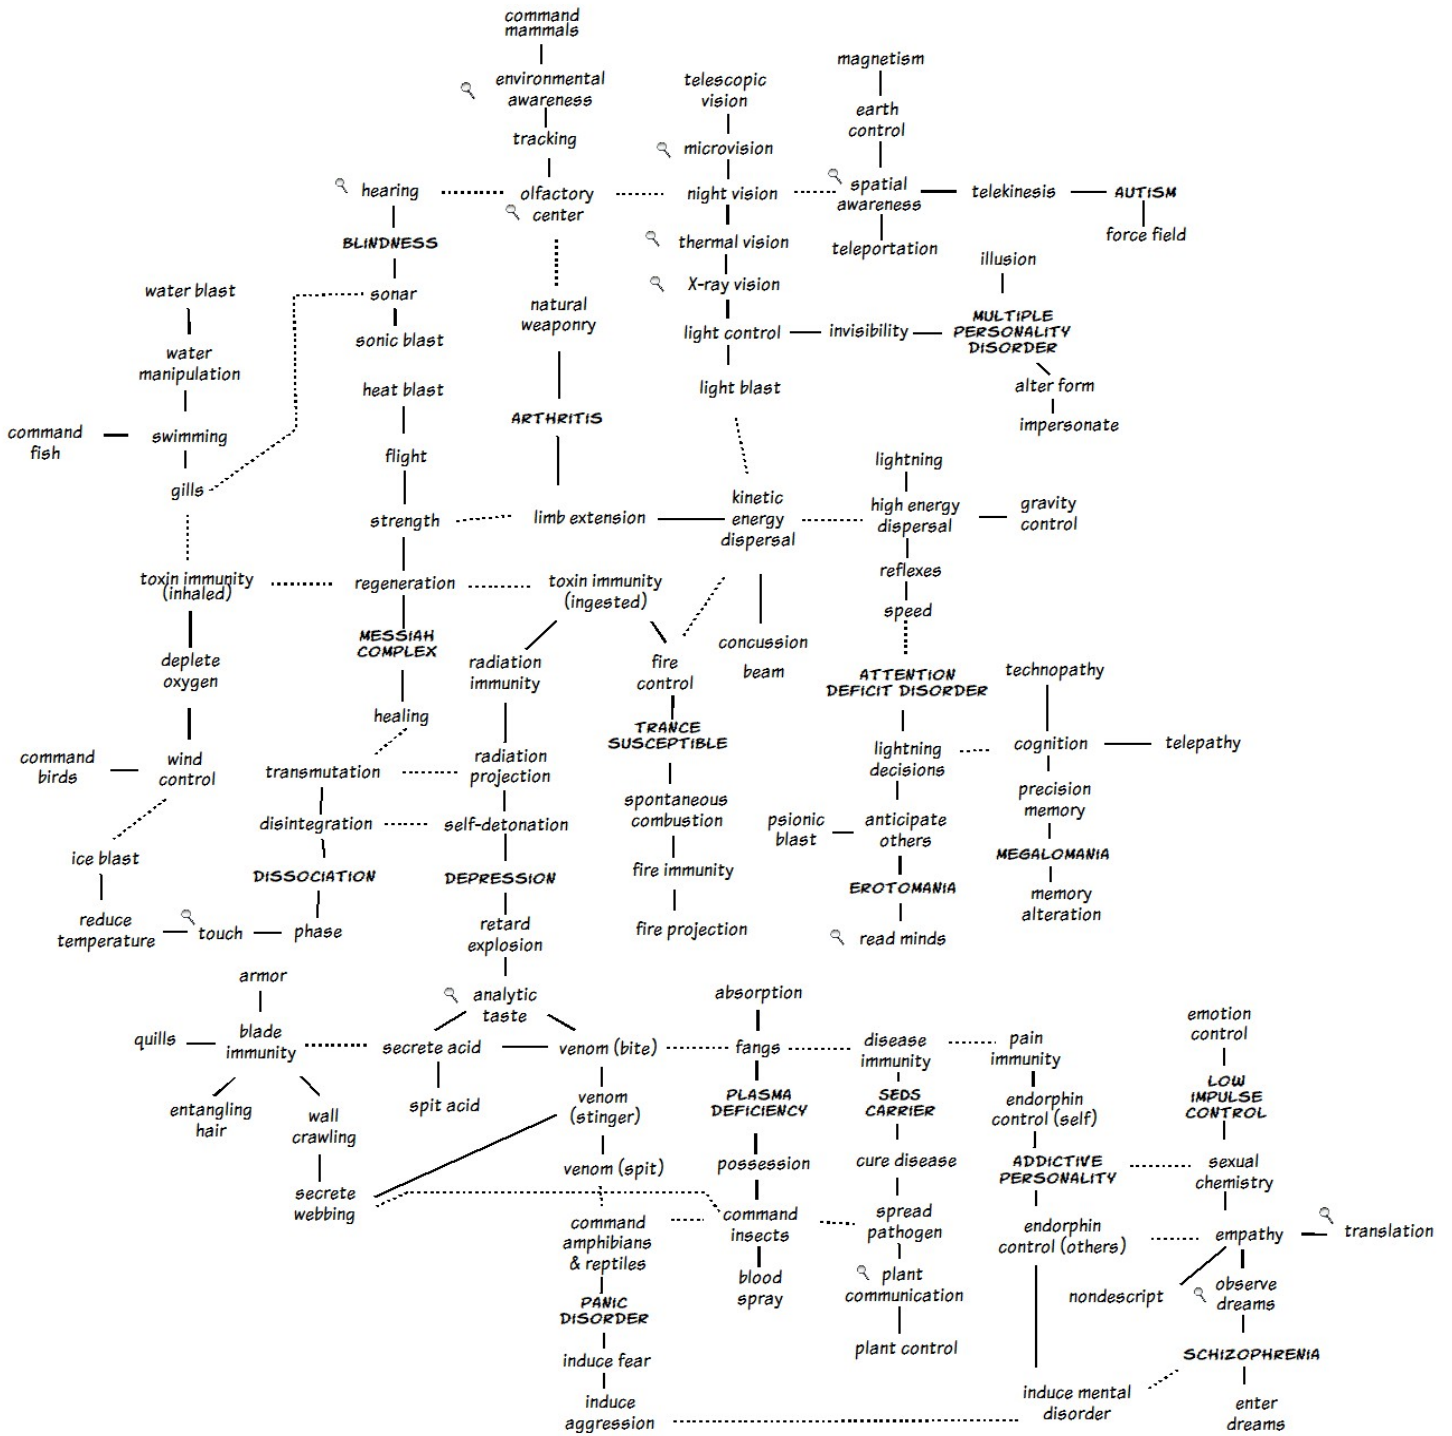 command
mammals
environmental
awareness
tracking
telescopic
vision
microvision
magnetism
earth
control
hearing
olfactory
center
night vision
spatial
awareness
telekinesis
AUTISM
force field
BLINDNESS
thermal vision
teleportation
illusion
water blast
sonar
natural
weaponry
X-ray vision
sonic blast
light control
invisibility
MULTIPLE
PERSONALITY
DISORDER
water
manipulation
heat blast
light blast
alter form
impersonate
command
fish
swimming
ARTHRITIS
flight
lightning
gills
strength
limb extension
kinetic
energy
dispersal
high energy
dispersal
gravity
control
toxin immunity
(inhaled)
regeneration
toxin immunity
(ingested)
reflexes
speed
MESSIAH
COMPLEX
concussion
beam
deplete
oxygen
radiation
immunity
fire
control
ATTENTION
DEFICIT DISORDER
technopathy
healing
TRANCE
SUSCEPTIBLE
command
birds
wind
control
transmutation
radiation
projection
lightning
decisions
cognition
telepathy
spontaneous
combustion
precision
memory
disintegration
self-detonation
psionic
blast
anticipate
others
ice blast
DISSOCIATION
DEPRESSION
fire immunity
EROTOMANIA
MEGALOMANIA
memory
alteration
reduce
temperature
touch
phase
retard
explosion
fire projection
read minds
armor
analytic
taste
absorption
emotion
control
quills
blade
immunity
secrete acid
venom (bite)
fangs
disease
immunity
pain
immunity
entangling
hair
wall
crawling
spit acid
venom
(stinger)
PLASMA
DEFICIENCY
SEDS
CARRIER
endorphin
control (self)
LOW
IMPULSE
CONTROL
venom (spit)
possession
cure disease
ADDICTIVE
PERSONALITY
sexual
chemistry
secrete
webbing
command
amphibians
& reptiles
command
insects
spread
pathogen
endorphin
control (others)
empathy
translation
blood
spray
plant
communication
nondescript
observe
dreams
PANIC
DISORDER
plant control
SCHIZOPHRENIA
induce fear
induce
aggression
induce mental
disorder
enter
dreams